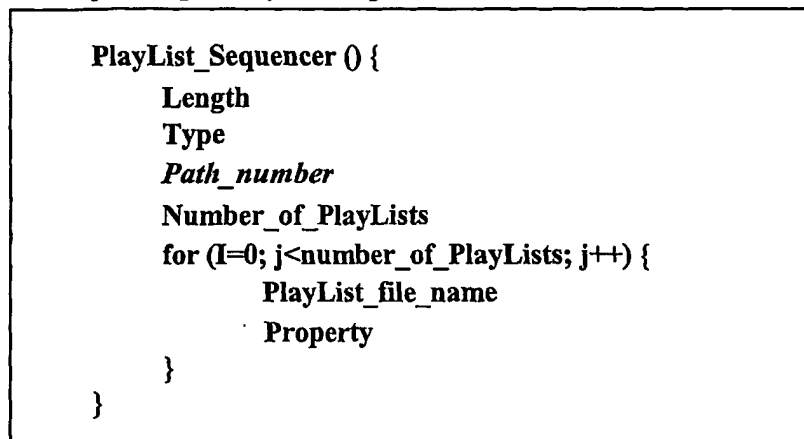 PlayList_Sequencer () {
Length
Type
Path_number
Number_of_PlayLists
for (I=0; j<number_of_PlayLists; j++) {
PlayList_file_name
Property
}
}